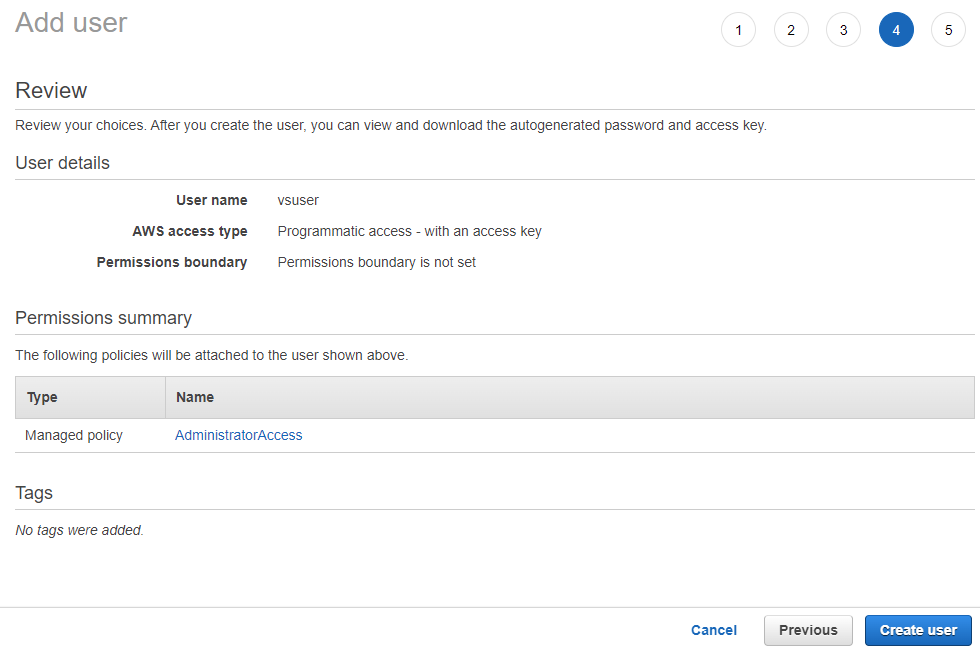 Add user
1 2 3 4 5
Review
Review your choices. After you create the user, you can view and download the autogenerated password and access key.
User details
User name vsuser
AWS access type Programmatic access - with an access key
Permissions boundary Permissions boundary is not set
Permissions summary
The following policies will be attached to the user shown above.
Type Name
Managed policy AdministratorAccess
Tags
No tags were added.
Cancel Previous Create user